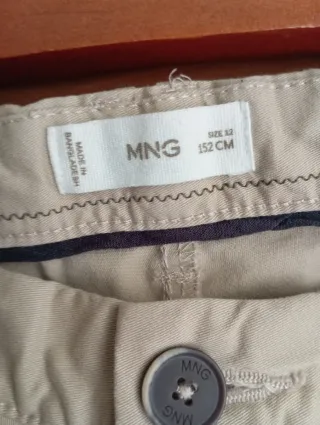 MADE IN
BANGLADESH
MNG
SIZE 12
152 CM
MNG
MNG